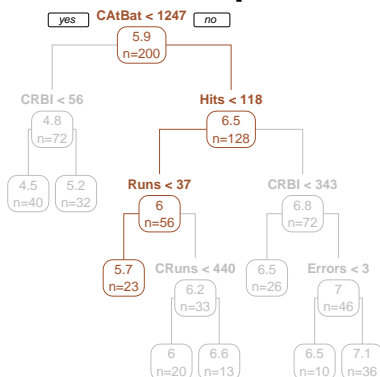 CAtBat < 1247
yes
no
5.9
n=200
CRBI < 56
Hits < 118
4.8
n=72
6.5
n=128
4.5
n=40
5.2
n=32
Runs < 37
CRBI < 343
6
n=56
6.8
n=72
5.7
n=23
CRuns < 440
6.5
n=26
Errors < 3
6.2
n=33
7
n=46
6
n=20
6.6
n=13
6.5
n=10
7.1
n=36